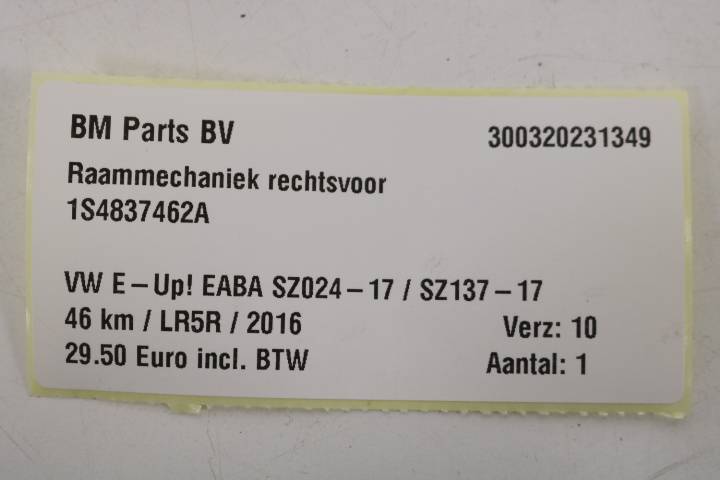 BM Parts BV 300320231349
Raammechaniek rechtsvoor
1S4837462A
VW E-Up! EABA SZ024-17 / SZ137-17
46 km / LR5R / 2016 Verz: 10
29.50 Euro incl. BTW Aantal: 1